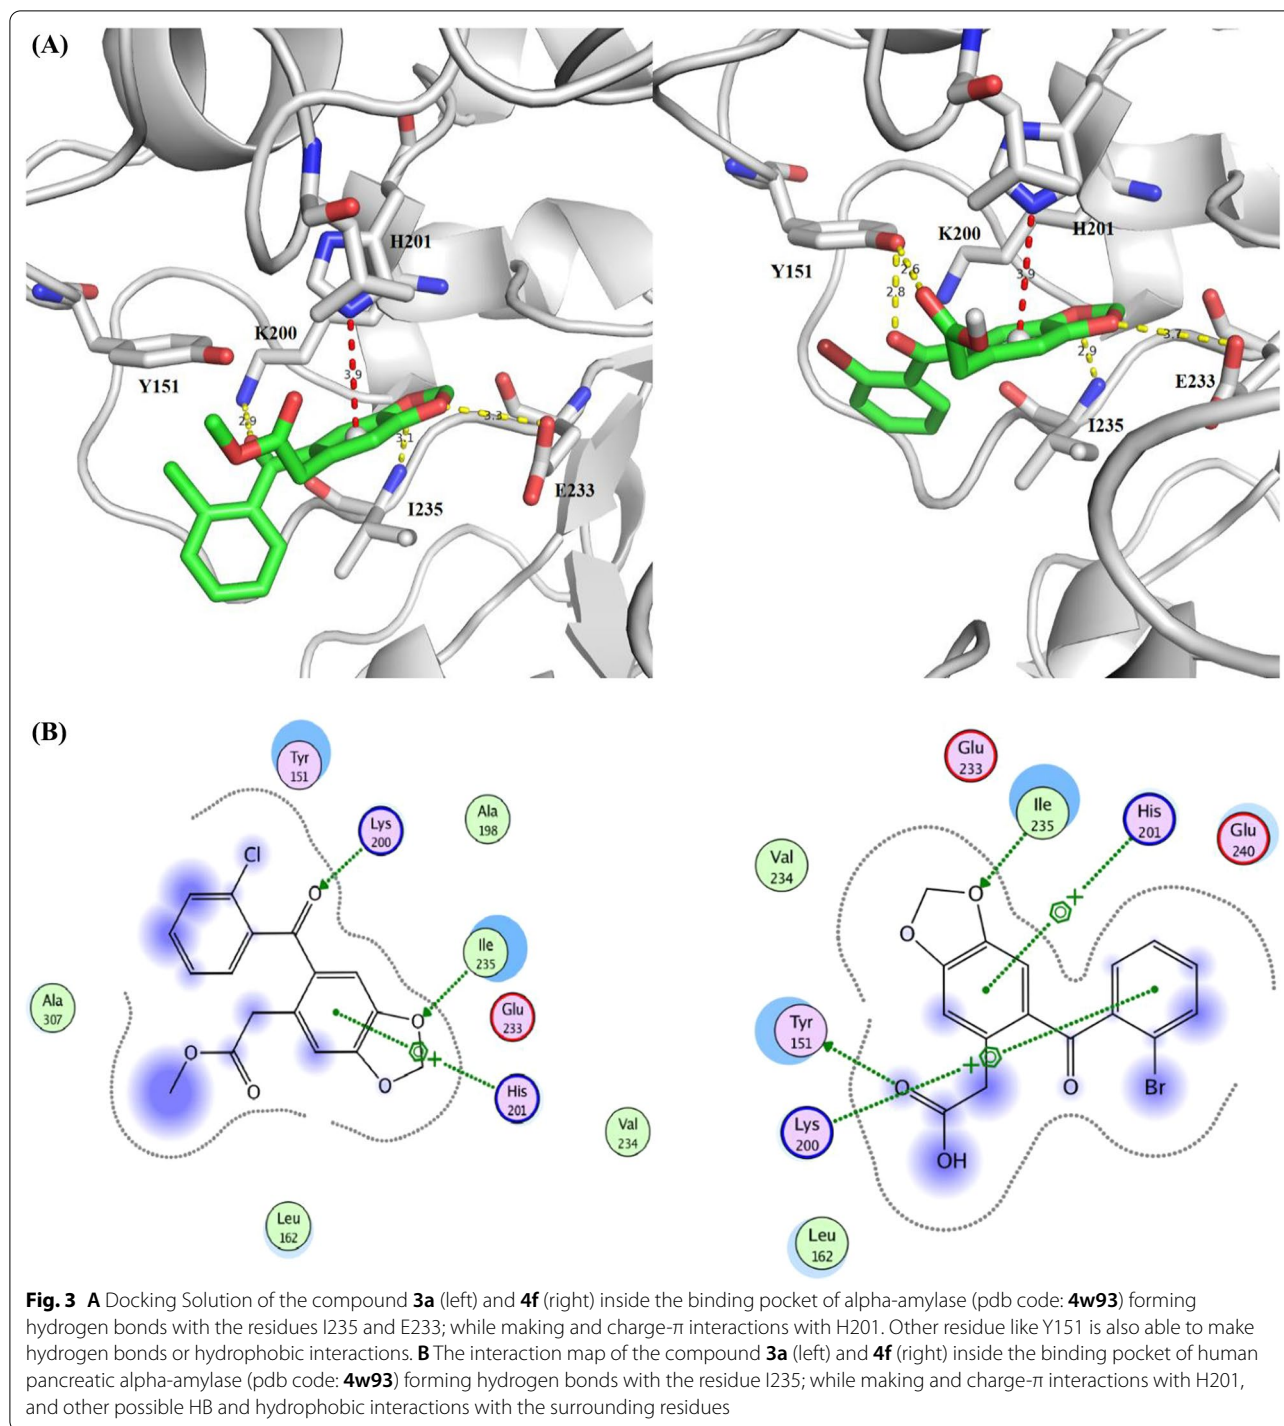 (A)
H201
K200
Y151
3.9
2.9
3.1
3.3
I235
E233
K200
H201
Y151
2.6
2.8
3.9
3.7
2.9
E233
I235
(B)
Tyr
151
Lys
200
Ala
198
Cl
O
Ile
235
Ala
307
Glu
233
O
O
O
O
His
201
Val
234
Leu
162
Glu
233
Ile
235
His
201
Glu
240
Val
234
O
O
Tyr
151
O
O
Br
Lys
200
OH
Leu
162
Fig. 3 A Docking Solution of the compound 3a (left) and 4f (right) inside the binding pocket of alpha-amylase (pdb code: 4w93) forming
hydrogen bonds with the residues I235 and E233; while making and charge-π interactions with H201. Other residue like Y151 is also able to make
hydrogen bonds or hydrophobic interactions. B The interaction map of the compound 3a (left) and 4f (right) inside the binding pocket of human
pancreatic alpha-amylase (pdb code: 4w93) forming hydrogen bonds with the residue I235; while making and charge-π interactions with H201,
and other possible HB and hydrophobic interactions with the surrounding residues